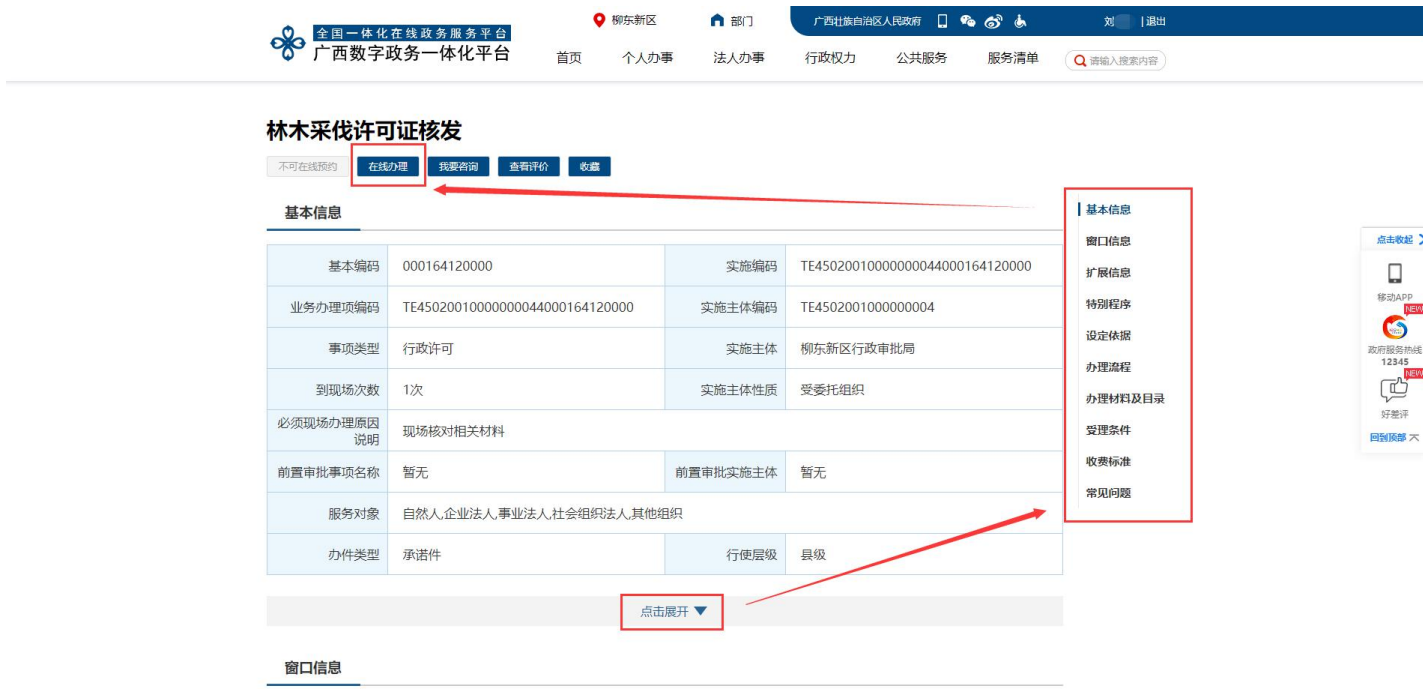 全国一体化在线政务服务平台
广西数字政务一体化平台
柳东新区
部门
广西壮族自治区人民政府
刘 | 退出
首页 个人办事 法人办事 行政权力 公共服务 服务清单
请输入搜索内容
林木采伐许可证核发
不可在线预约 在线办理 我要咨询 查看评价 收藏
基本信息
基本编码 000164120000 实施编码 TE45020010000000044000164120000
业务办理项编码 TE45020010000000044000164120000 实施主体编码 TE4502001000000004
事项类型 行政许可 实施主体 柳东新区行政审批局
到现场次数 1次 实施主体性质 受委托组织
必须现场办理原因
说明 现场核对相关材料
前置审批事项名称 暂无 前置审批实施主体 暂无
服务对象 自然人,企业法人,事业法人,社会组织法人,其他组织
办件类型 承诺件 行使层级 县级
点击展开
窗口信息
基本信息
窗口信息
扩展信息
特别程序
设定依据
办理流程
办理材料及目录
受理条件
收费标准
常见问题
点击收起
移动APP
NEW
政府服务热线
12345
NEW
好差评
回到顶部